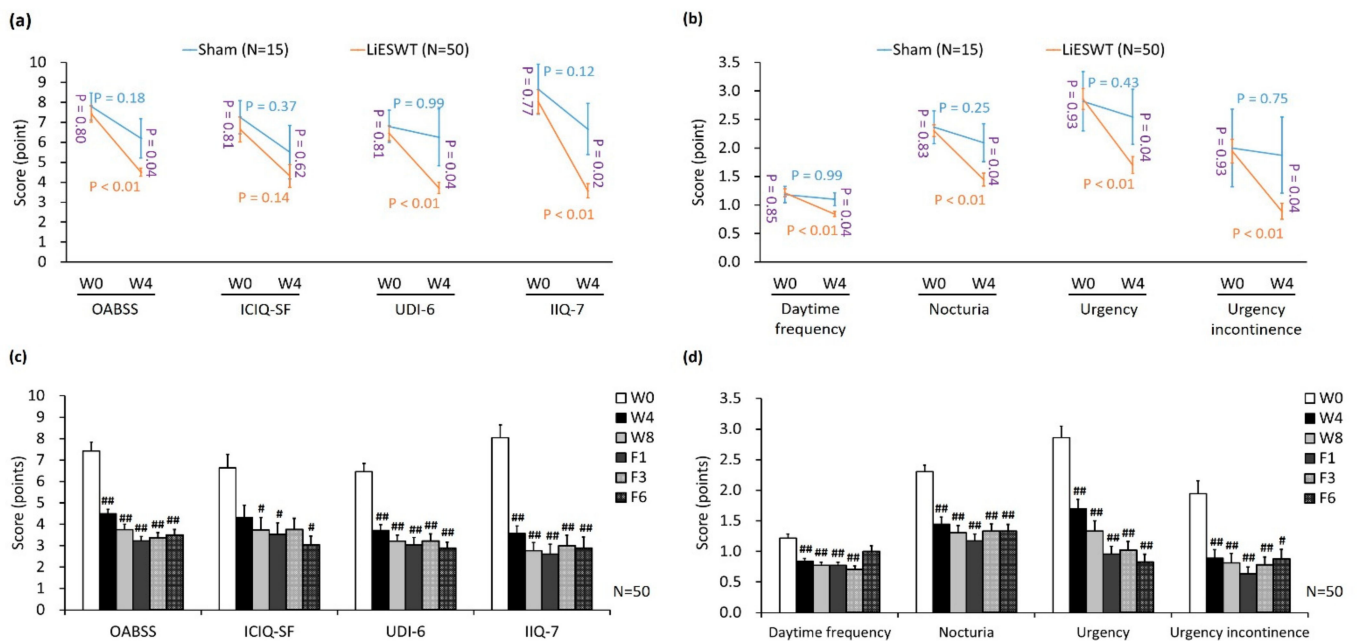 (a)
Sham (N=15) LiESWT (N=50)
Score (point)
10
9
8
7
6
5
4
3
2
1
0
P = 0.80
P = 0.18
P = 0.04
P < 0.01
P = 0.81
P = 0.37
P = 0.62
P = 0.14
P = 0.81
P = 0.99
P = 0.04
P < 0.01
P = 0.77
P = 0.12
P = 0.02
P < 0.01
W0 W4 W0 W4 W0 W4 W0 W4
OABSS ICIQ-SF UDI-6 IIQ-7
(b)
Sham (N=15) LiESWT (N=50)
Score (point)
3.5
3.0
2.5
2.0
1.5
1.0
0.5
0.0
P = 0.85
P = 0.99
P = 0.04
P < 0.01
P = 0.83
P = 0.25
P = 0.04
P < 0.01
P = 0.93
P = 0.43
P = 0.04
P < 0.01
P = 0.93
P = 0.75
P = 0.04
P < 0.01
W0 W4 W0 W4 W0 W4 W0 W4
Daytime frequency Nocturia Urgency Urgency incontinence
(c)
Score (points)
10
9
8
7
6
5
4
3
2
1
0
## ## ## ## ##
# # #
## ## ## ## ##
## ## ## ## ##
W0
W4
W8
F1
F3
F6
N=50
OABSS ICIQ-SF UDI-6 IIQ-7
(d)
Score (points)
3.5
3.0
2.5
2.0
1.5
1.0
0.5
0.0
## ## ## ##
## ## ## ## ##
## ## ## ## ##
## ## ## ## #
W0
W4
W8
F1
F3
F6
N=50
Daytime frequency Nocturia Urgency Urgency incontinence